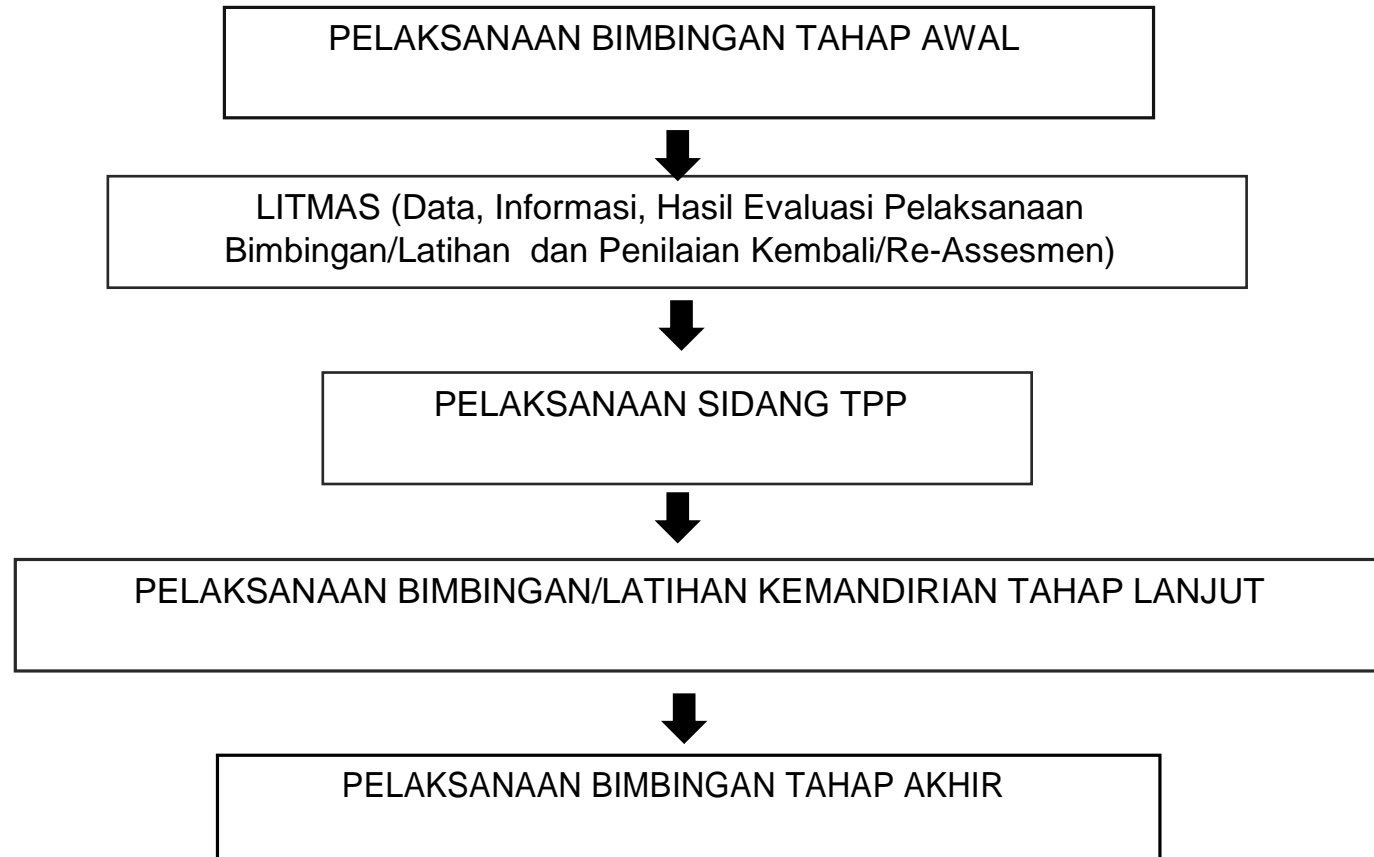 PELAKSANAAN BIMBINGAN TAHAP AWAL
LITMAS (Data, Informasi, Hasil Evaluasi Pelaksanaan
Bimbingan/Latihan dan Penilaian Kembali/Re-Assesmen)
PELAKSANAAN SIDANG TPP
PELAKSANAAN BIMBINGAN/LATIHAN KEMANDIRIAN TAHAP LANJUT
PELAKSANAAN BIMBINGAN TAHAP AKHIR